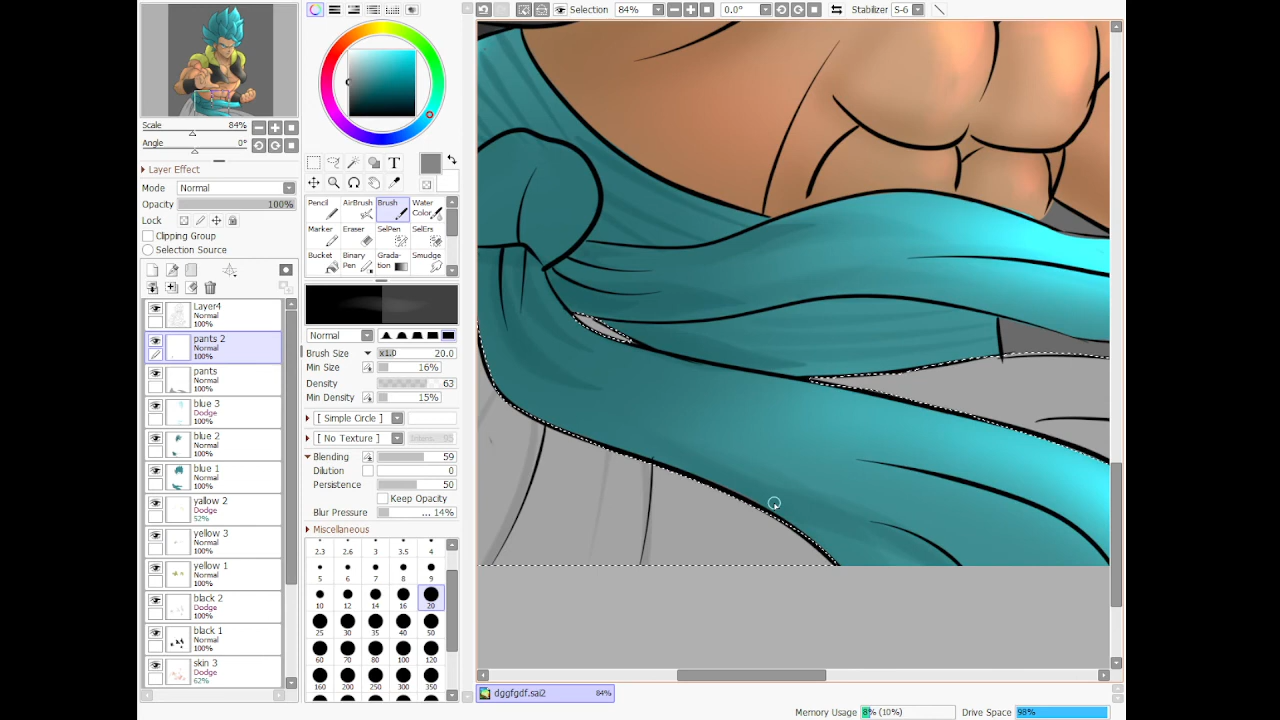 Selection 84% 0.0° Stabilizer S-6
Scale 84%
Angle 0°
Layer Effect
Mode Normal
Opacity 100%
Lock
Clipping Group
Selection Source
Layer4
Normal
100%
pants 2
Normal
100%
pants
Normal
100%
blue 3
Dodge
100%
blue 2
Normal
100%
blue 1
Normal
100%
yallow 2
Dodge
52%
yellow 3
Normal
100%
yellow 1
Normal
100%
black 2
Dodge
100%
black 1
Normal
100%
skin 3
Dodge
62%
T
Pencil AirBrush Brush Water Color
Marker Eraser SelPen SelErs
Bucket Binary Pen Grada-tion Smudge
Normal
Brush Size x1.0 20.0
Min Size 16%
Density 63
Min Density 15%
[ Simple Circle ]
[ No Texture ]
Blending 59
Dilution 0
Persistence 50
Keep Opacity
Blur Pressure ... 14%
Miscellaneous
2.3 2.6 3 3.5 4
5 6 7 8 9
10 12 14 16 20
25 30 35 40 50
60 70 80 100 120
160 200 250 300 350
dggfgdf.sai2 84%
Memory Usage 8% (10%) Drive Space 98%